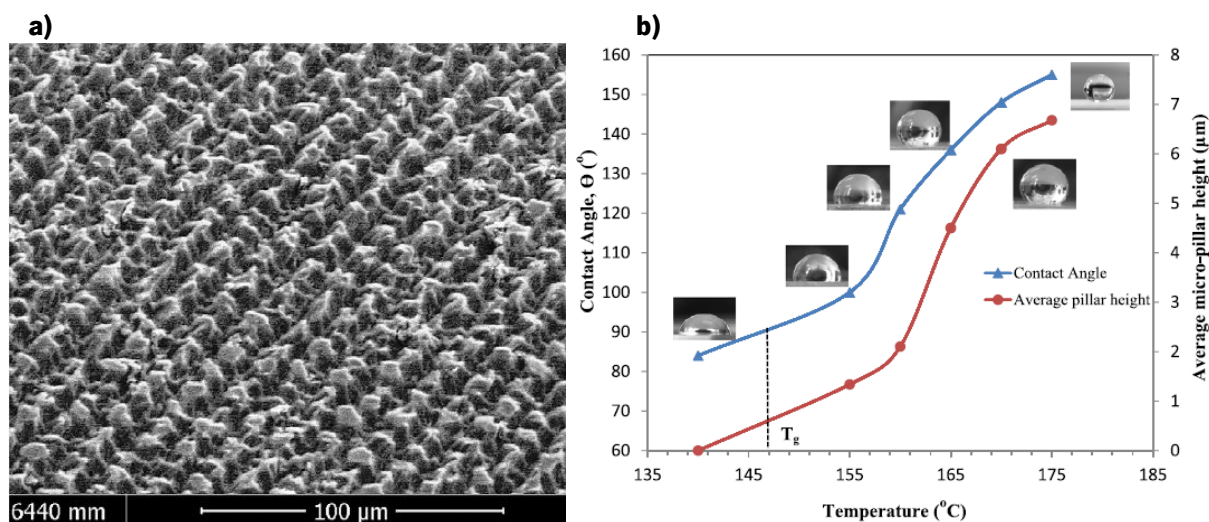 a)
6440 mm
100 µm
b)
160
150
140
130
120
110
100
90
80
70
60
Contact Angle, Ɵ (°)
8
7
6
5
4
3
2
1
0
Average micro-pillar height (µm)
Contact Angle
Average pillar height
Tg
135
145
155
165
175
185
Temperature (°C)